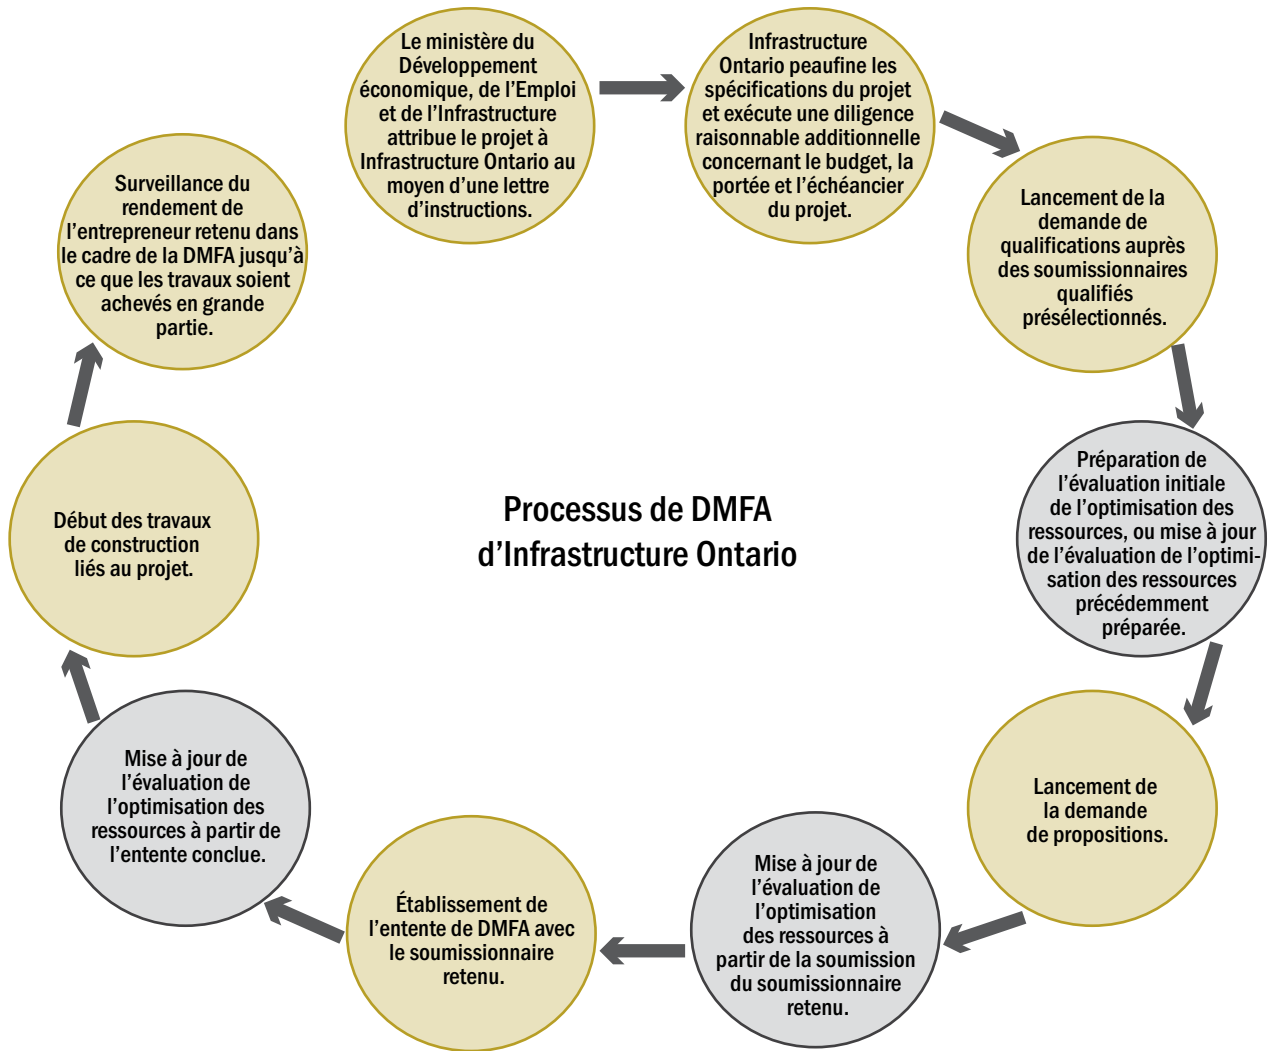 Le ministère du
Développement
économique, de l'Emploi
et de l'Infrastructure
attribue le projet à
Infrastructure Ontario au
moyen d'une lettre
d'instructions.
Infrastructure
Ontario peaufine les
spécifications du projet
et exécute une diligence
raisonnable additionnelle
concernant le budget, la
portée et l'échéancier
du projet.
Lancement de la
demande de
qualifications auprès
des soumissionnaires
qualifiés
présélectionnés.
Préparation de
l'évaluation initiale
de l'optimisation des
ressources, ou mise à jour
de l'évaluation de l'optimi-
sation des ressources
précédemment
préparée.
Lancement de
la demande
de propositions.
Mise à jour de
l'évaluation de
l'optimisation
des ressources à
partir de la soumission
du soumissionnaire
retenu.
Établissement de
l'entente de DMFA avec
le soumissionnaire
retenu.
Mise à jour de
l'évaluation de
l'optimisation des
ressources à partir de
l'entente conclue.
Début des travaux
de construction
liés au projet.
Surveillance du
rendement de
l'entrepreneur retenu dans
le cadre de la DMFA jusqu'à
ce que les travaux soient
achevés en grande
partie.
Processus de DMFA
d'Infrastructure Ontario